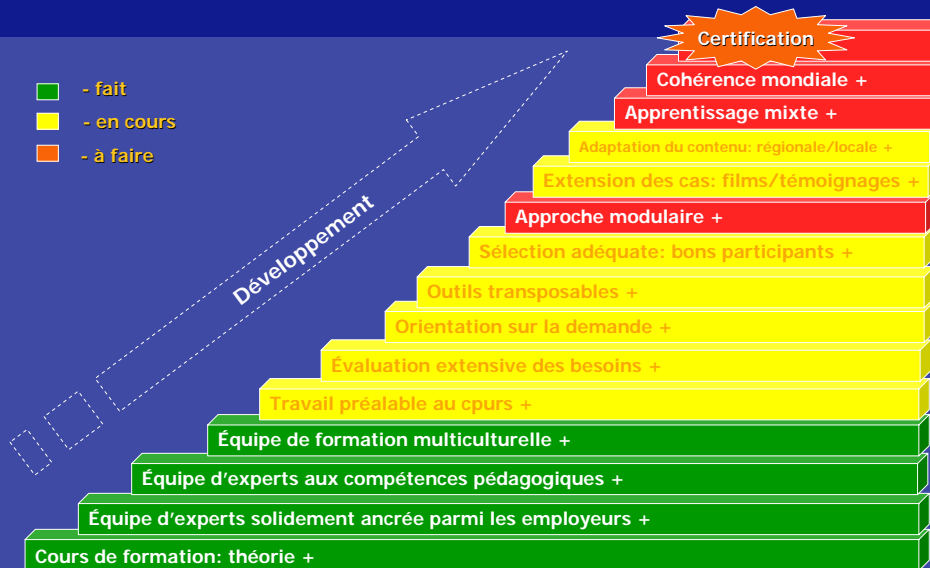 Certification
Cohérence mondiale +
- fait
Apprentissage mixte +
- en cours
Adaptation du contenu: régionale/locale +
- à faire
Extension des cas: films/témoignages +
Approche modulaire +
Développement
Sélection adéquate: bons participants +
Outils transposables +
Orientation sur la demande +
Évaluation extensive des besoins +
Travail préalable au cpurs +
Équipe de formation multiculturelle +
Équipe d'experts aux compétences pédagogiques +
Équipe d'experts solidement ancrée parmi les employeurs +
Cours de formation: théorie +